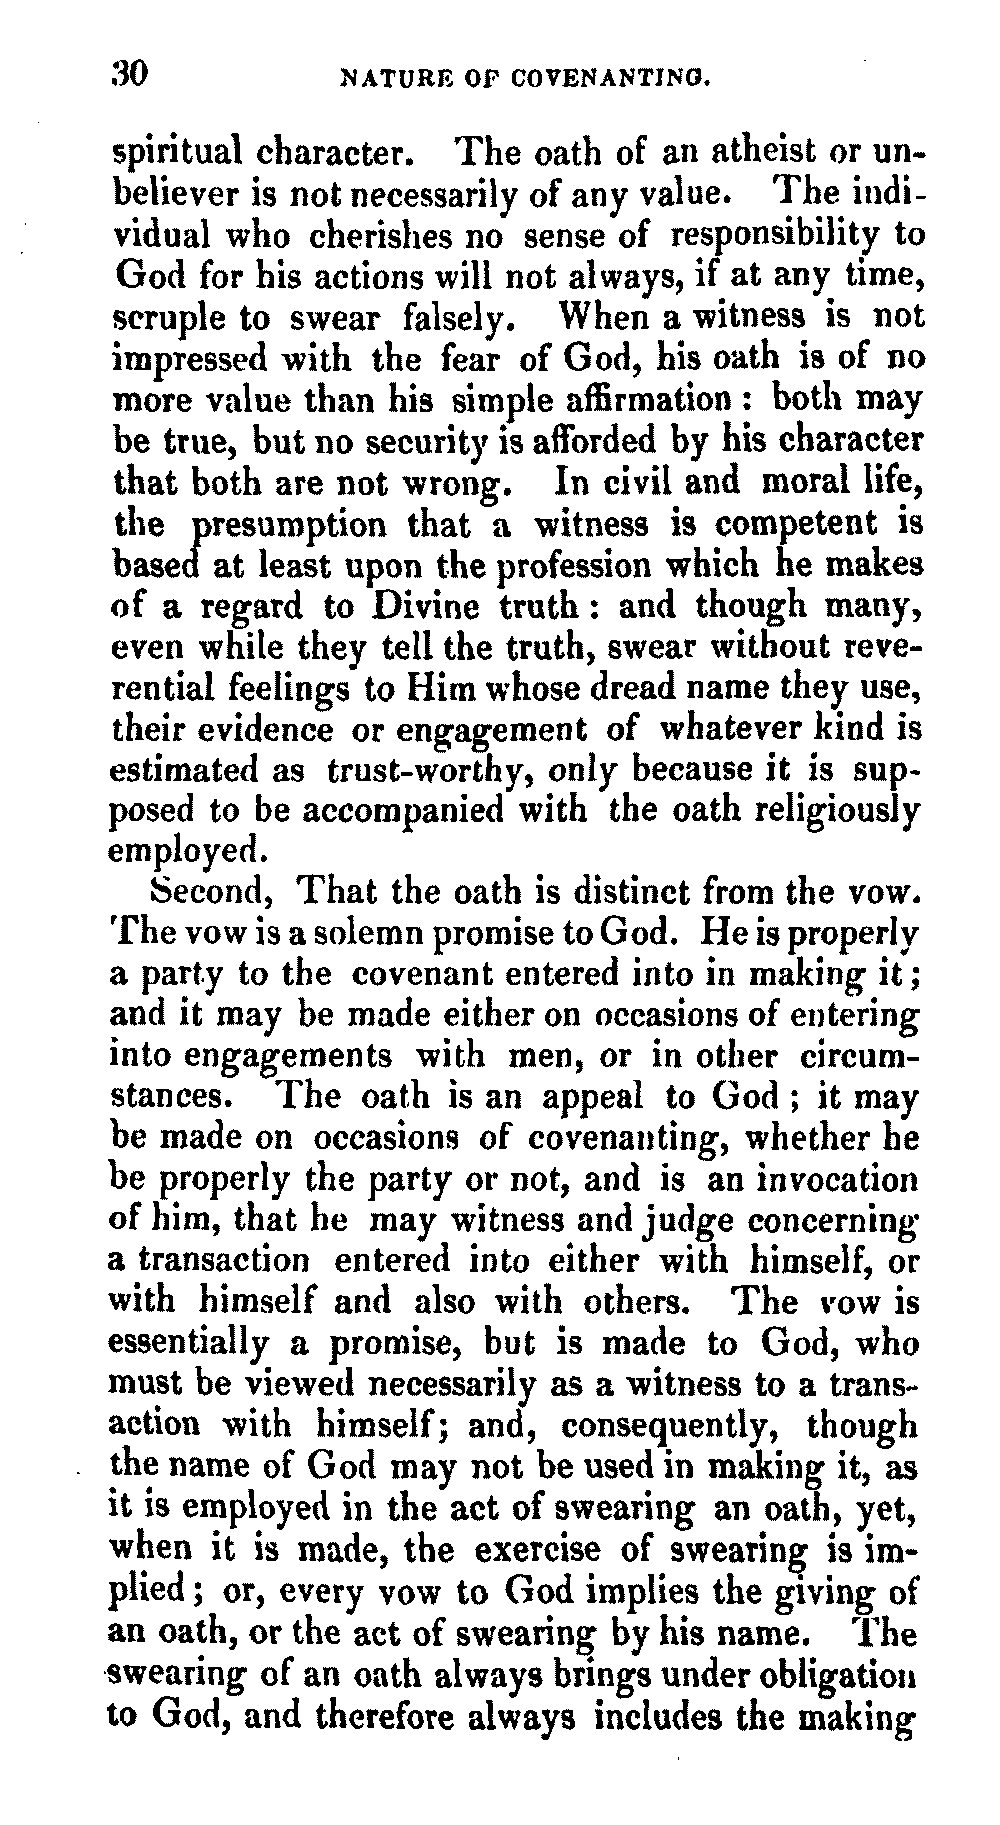 30 NATURE OF COVENANTING.
spiritual character. The oath of an atheist or un-
believer is not necessarily of any value. The indi-
vidual who cherishes no sense of responsibility to
God for his actions will not always, if at any time,
scruple to swear falsely. When a witness is not
impressed with the fear of God, his oath is of no
more value than his simple affirmation : both may
be true, but no security is afforded by his character
that both are not wrong. In civil and moral life,
the presumption that a witness is competent is
based at least upon the profession which he makes
of a regard to Divine truth : and though many,
even while they tell the truth, swear without reve-
rential feelings to Him whose dread name they use,
their evidence or engagement of whatever kind is
estimated as trust-worthy, only because it is sup-
posed to be accompanied with the oath religiously
employed.
Second, That the oath is distinct from the vow.
The vow is a solemn promise to God. He is properly
a party to the covenant entered into in making it ;
and it may be made either on occasions of entering
into engagements with men, or in other circum-
stances. The oath is an appeal to God ; it may
be made on occasions of covenanting, whether he
be properly the party or not, and is an invocation
of him, that he may witness and judge concerning
a transaction entered into either with himself, or
with himself and also with others. The vow is
essentially a promise, but is made to God, who
must be viewed necessarily as a witness to a trans-
action with himself; and, consequently, though
the name of God may not be used in making it, as
it is employed in the act of swearing an oath, yet,
when it is made, the exercise of swearing is im-
plied ; or, every vow to God implies the giving of
an oath, or the act of swearing by his name. The
swearing of an oath always brings under obligation
to God, and therefore always includes the making